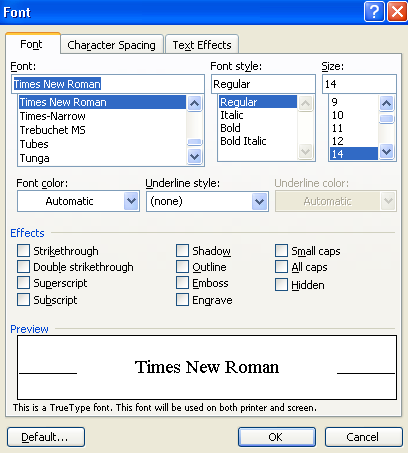 Font
Font Character Spacing Text Effects
Font: Font style: Size:
Times New Roman Regular 14
Times New Roman Regular 9
Times-Narrow Italic 10
Trebuchet MS Bold 11
Tubes Bold Italic 12
Tunga 14
Font color: Underline style: Underline color:
Automatic (none) Automatic
Effects
Strikethrough Shadow Small caps
Double strikethrough Outline All caps
Superscript Emboss Hidden
Subscript Engrave
Preview
Times New Roman
This is a TrueType font. This font will be used on both printer and screen.
Default... OK Cancel